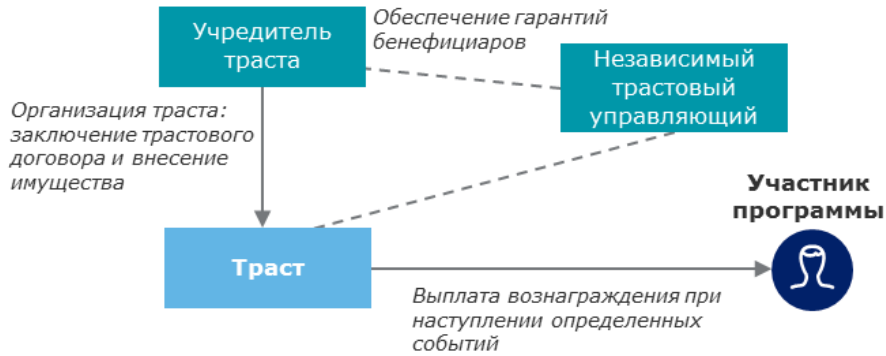 Учредитель
траста
Обеспечение гарантий
бенефициаров
Независимый
трастовый
управляющий
Организация траста:
заключение трастового
договора и внесение
имущества
Участник
программы
Траст
Выплата вознаграждения при
наступлении определенных
событий